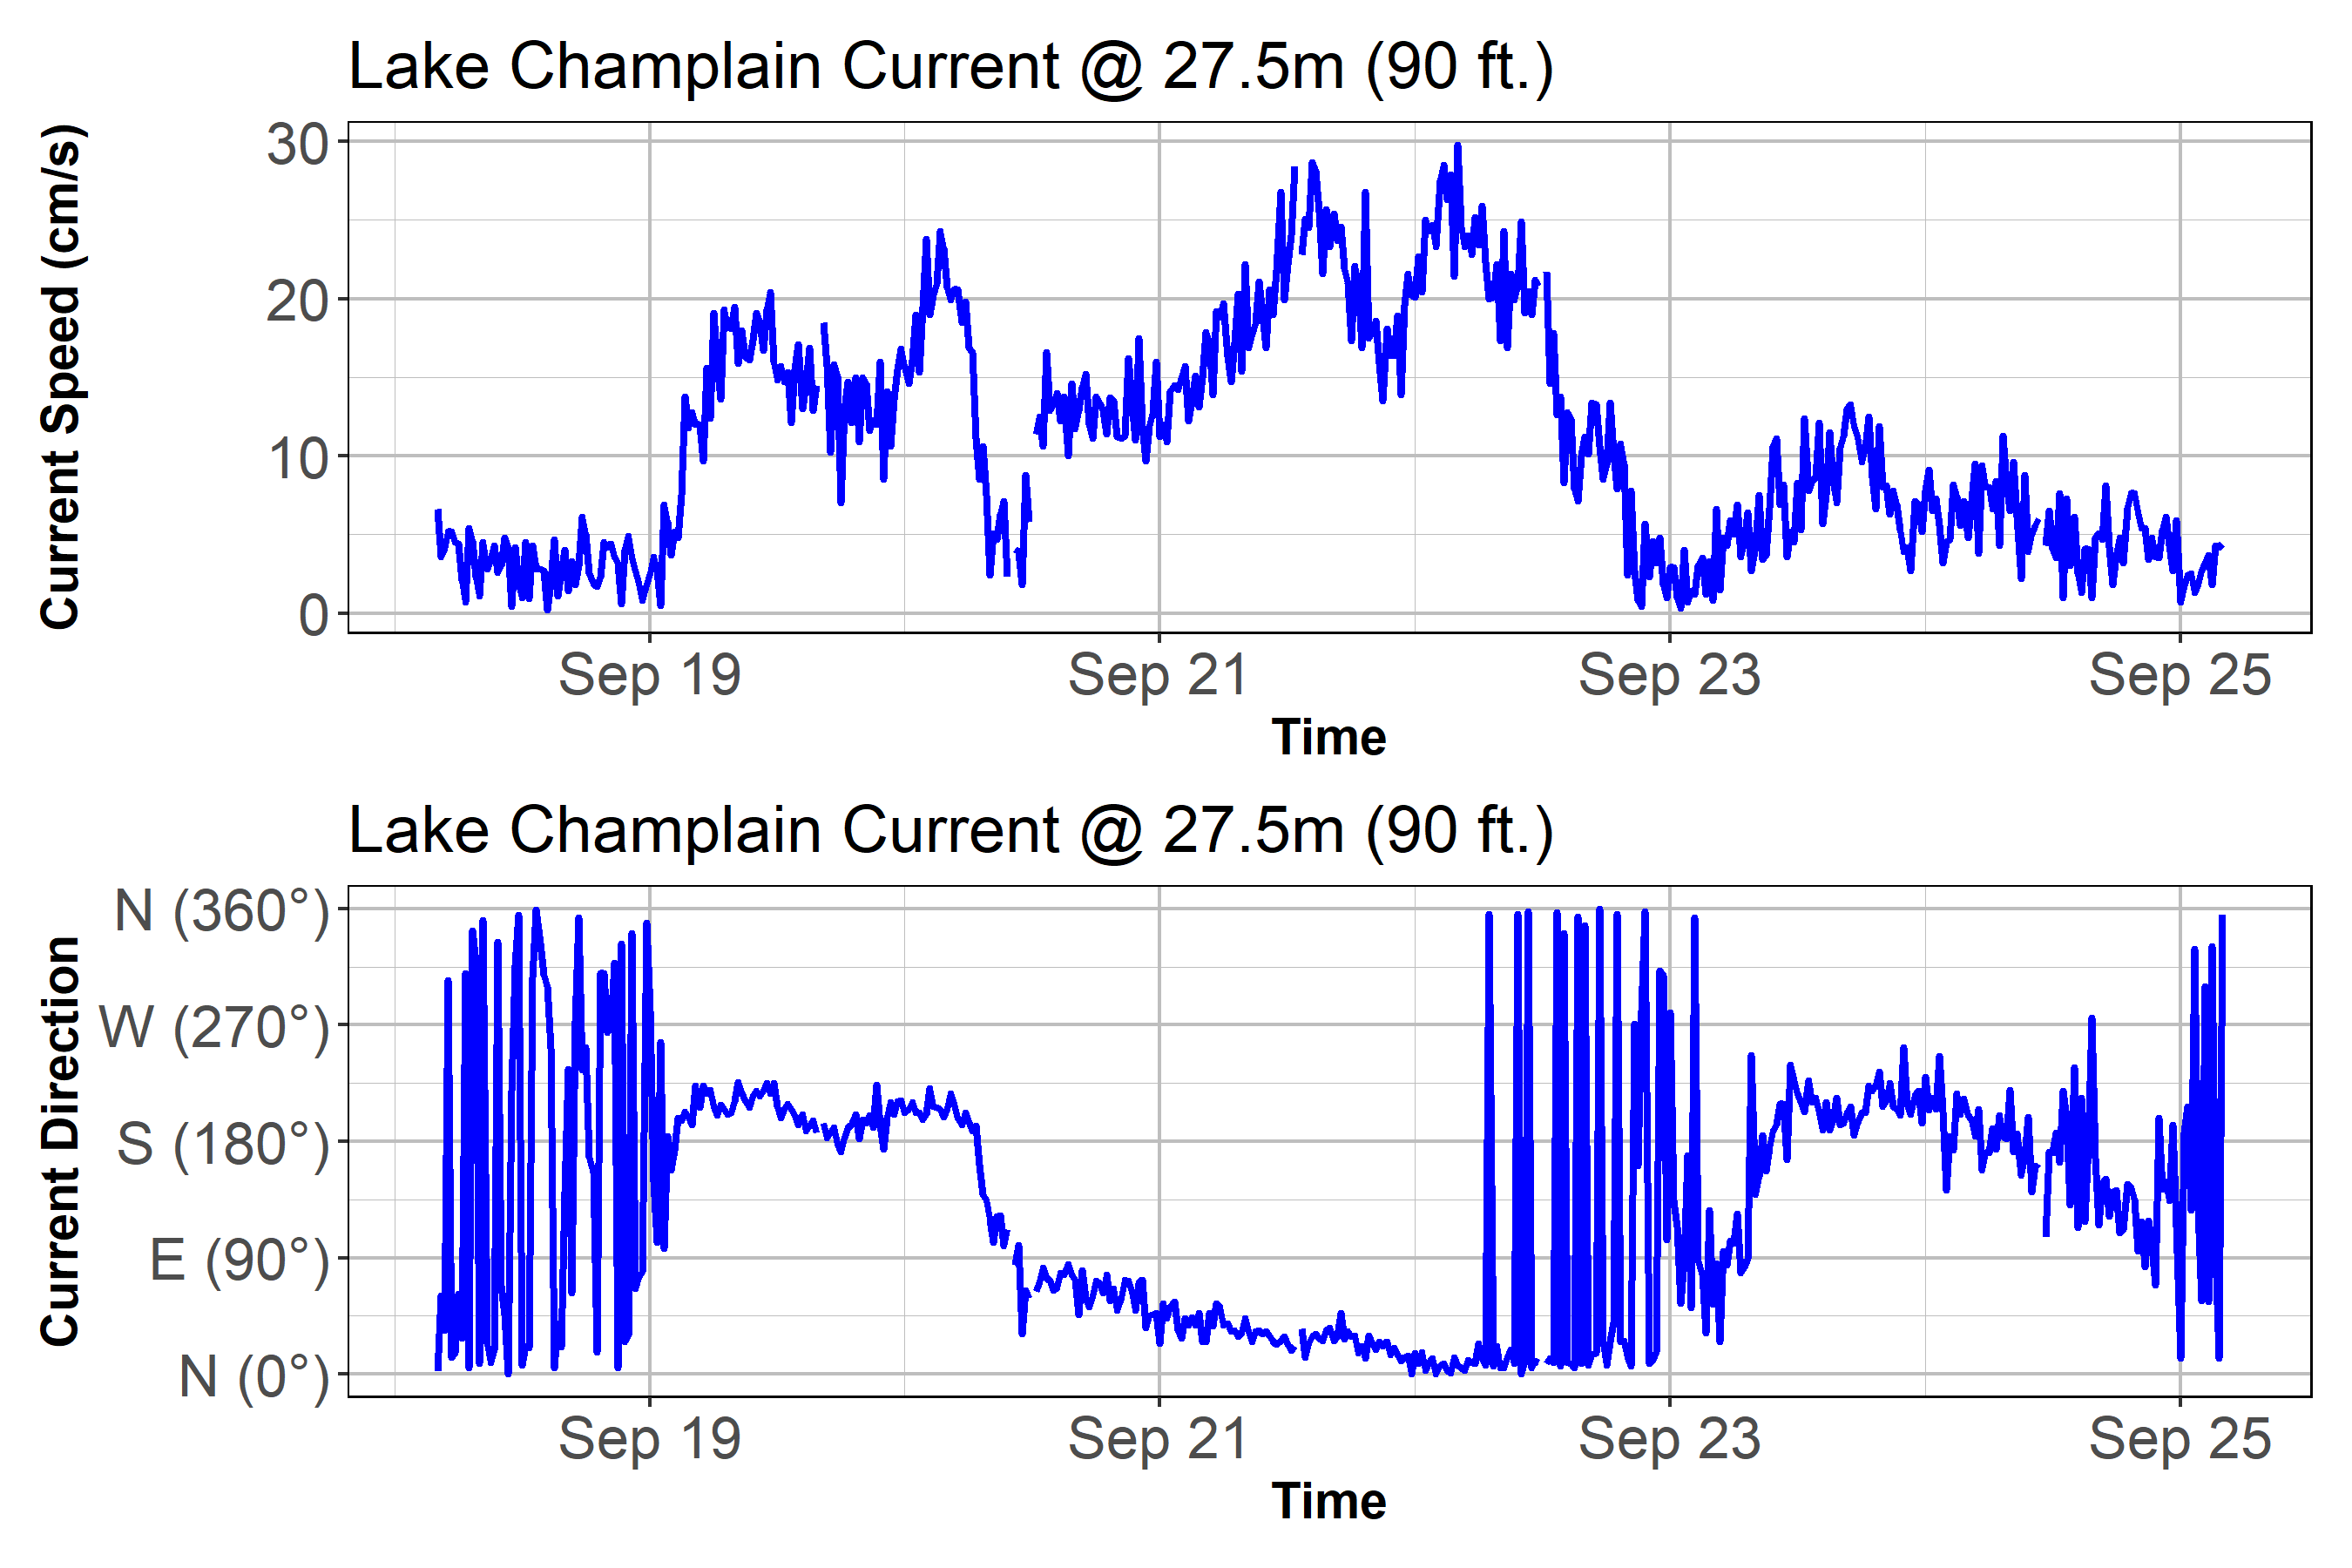 Lake Champlain Current @ 27.5m (90 ft.)
Current Speed (cm/s)
30
20
10
0
Sep 19
Sep 21
Sep 23
Sep 25
Time
Lake Champlain Current @ 27.5m (90 ft.)
Current Direction
N (360°)
W (270°)
S (180°)
E (90°)
N (0°)
Sep 19
Sep 21
Sep 23
Sep 25
Time